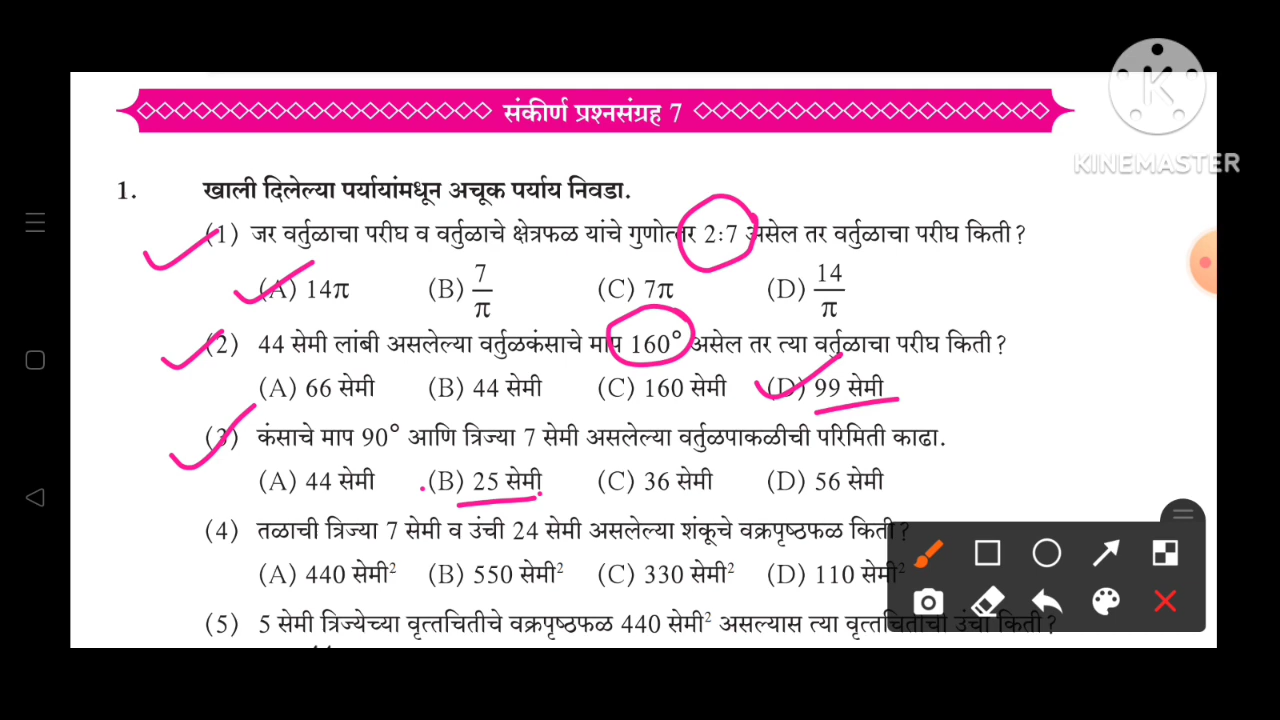 KINEMASTER
संकीर्ण प्रश्नसंग्रह 7
1. खाली दिलेल्या पर्यायांमधून अचूक पर्याय निवडा.
(1) जर वर्तुळाचा परीघ व वर्तुळाचे क्षेत्रफळ यांचे गुणोत्तर 2:7 असेल तर वर्तुळाचा परीघ किती ?
(A) 14π (B) 7/π (C) 7π (D) 14/π
(2) 44 सेमी लांबी असलेल्या वर्तुळकंसाचे माप 160° असेल तर त्या वर्तुळाचा परीघ किती ?
(A) 66 सेमी (B) 44 सेमी (C) 160 सेमी (D) 99 सेमी
(3) कंसाचे माप 90° आणि त्रिज्या 7 सेमी असलेल्या वर्तुळपाकळीची परिमिती काढा.
(A) 44 सेमी (B) 25 सेमी (C) 36 सेमी (D) 56 सेमी
(4) तळाची त्रिज्या 7 सेमी व उंची 24 सेमी असलेल्या शंकूचे वक्रपृष्ठफळ किती ?
(A) 440 सेमी² (B) 550 सेमी² (C) 330 सेमी² (D) 110 सेमी²
(5) 5 सेमी त्रिज्येच्या वृत्तचितीचे वक्रपृष्ठफळ 440 सेमी² असल्यास त्या वृत्तचितीची उंची किती ?